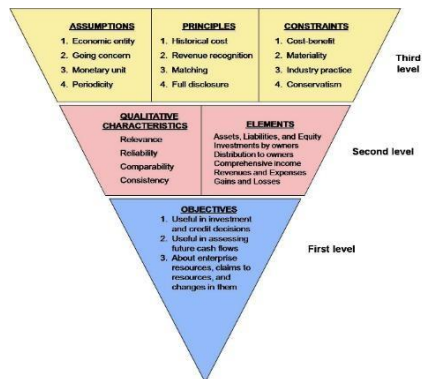 ASSUMPTIONS
1. Economic entity
2. Going concern
3. Monetary unit
4. Periodicity
PRINCIPLES
1. Historical cost
2. Revenue recognition
3. Matching
4. Full disclosure
CONSTRAINTS
1. Cost-benefit
2. Materiality
3. Industry practice
4. Conservatism
Third
level
QUALITATIVE
CHARACTERISTICS
Relevance
Reliability
Comparability
Consistency
ELEMENTS
Assets, Liabilities, and Equity
Investments by owners
Distribution to owners
Comprehensive income
Revenues and Expenses
Gains and Losses
Second level
OBJECTIVES
1. Useful in investment
and credit decisions
2. Useful in assessing
future cash flows
3. About enterprise
resources, claims to
resources, and
changes in them
First level